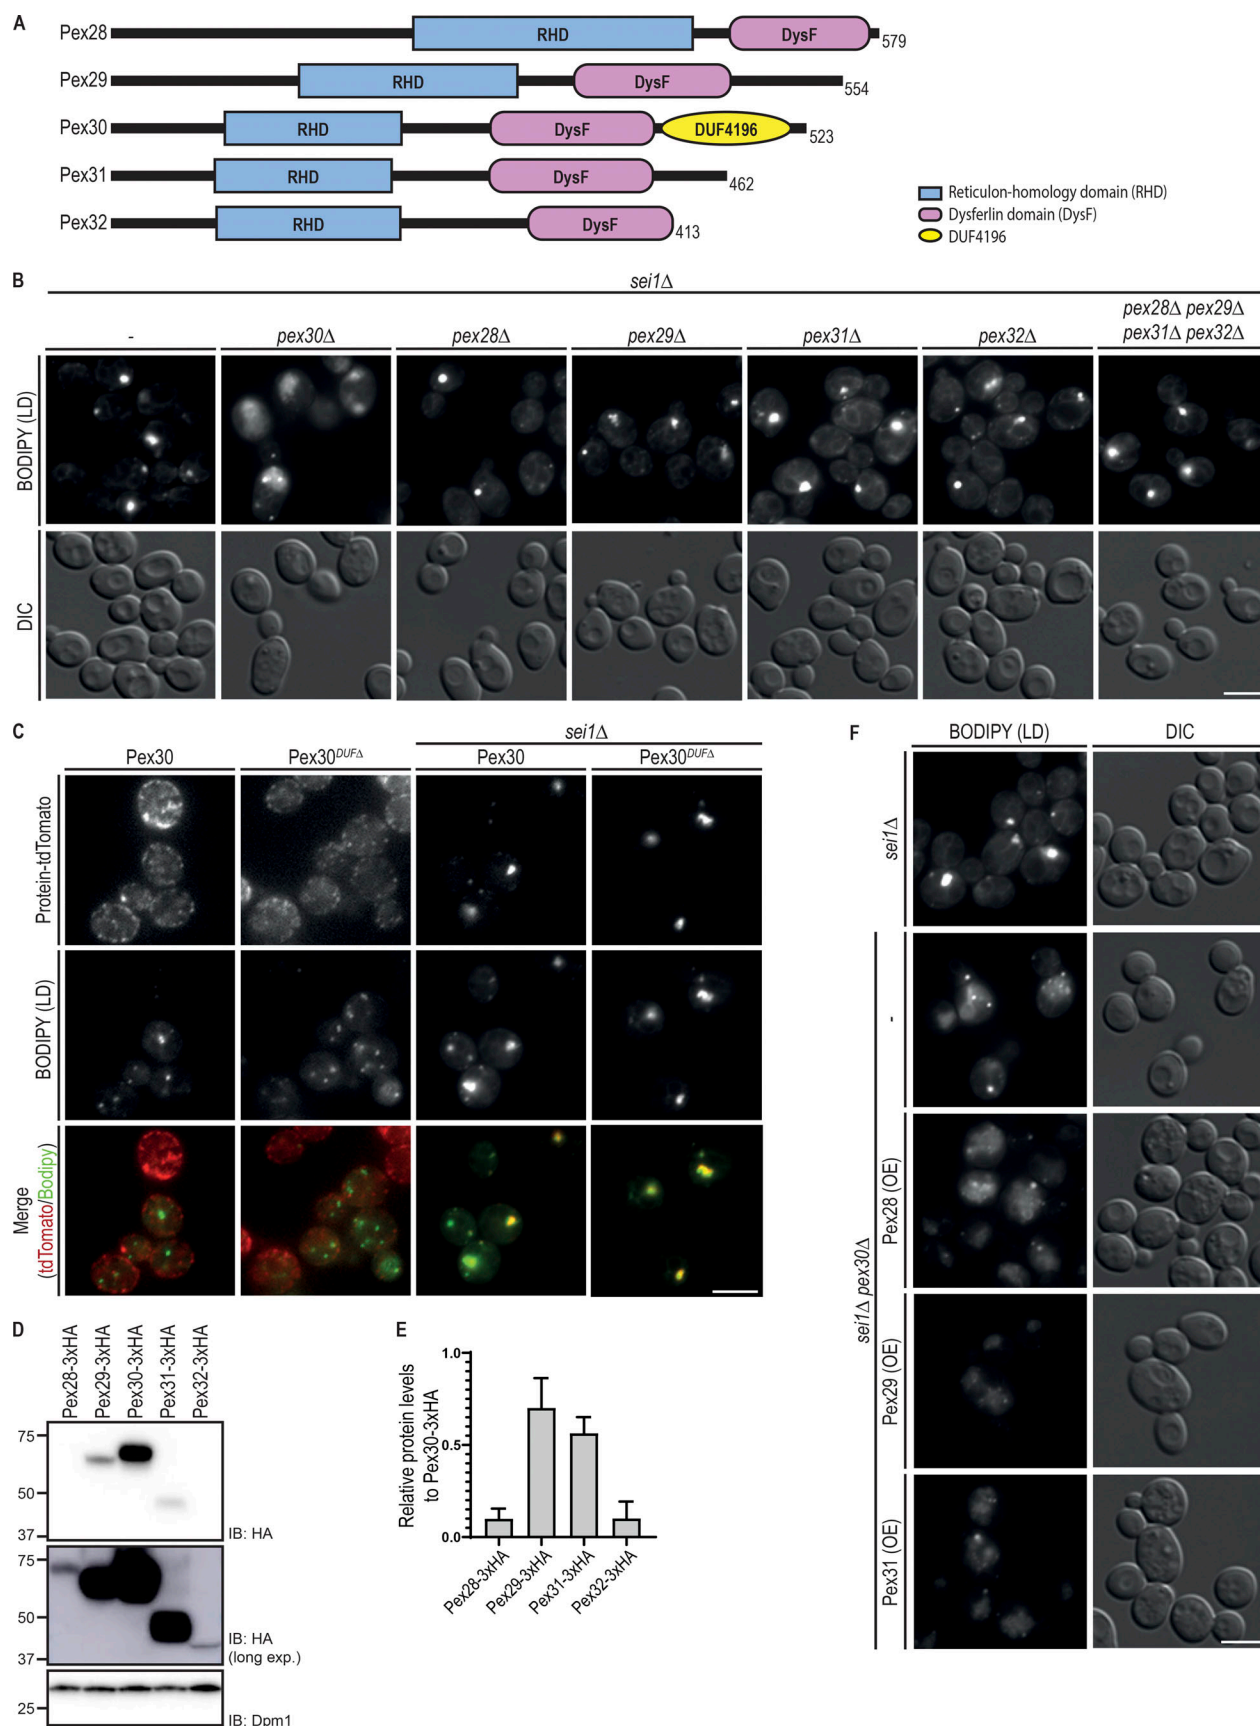 A
Pex28
RHD
DysF
579
Pex29
RHD
DysF
554
Pex30
RHD
DysF
DUF4196
523
Pex31
RHD
DysF
462
Pex32
RHD
DysF
413
Reticulon-homology domain (RHD)
Dysferlin domain (DysF)
DUF4196
B
sei1Δ
pex28Δ pex29Δ
- pex30Δ pex28Δ pex29Δ pex31Δ pex32Δ pex31Δ pex32Δ
BODIPY (LD)
DIC
C
sei1Δ
Pex30 Pex30DUFΔ Pex30 Pex30DUFΔ
Protein-tdTomato
BODIPY (LD)
Merge
(tdTomato/Bodipy)
D
Pex28-3xHA
Pex29-3xHA
Pex30-3xHA
Pex31-3xHA
Pex32-3xHA
75
50
37
IB: HA
75
50
37
IB: HA
(long exp.)
25
IB: Dpm1
E
Relative protein levels
to Pex30-3xHA
1.0
0.5
0.0
Pex28-3xHA
Pex29-3xHA
Pex31-3xHA
Pex32-3xHA
F
BODIPY (LD) DIC
sei1Δ
sei1Δ pex30Δ
-
Pex28 (OE)
Pex29 (OE)
Pex31 (OE)